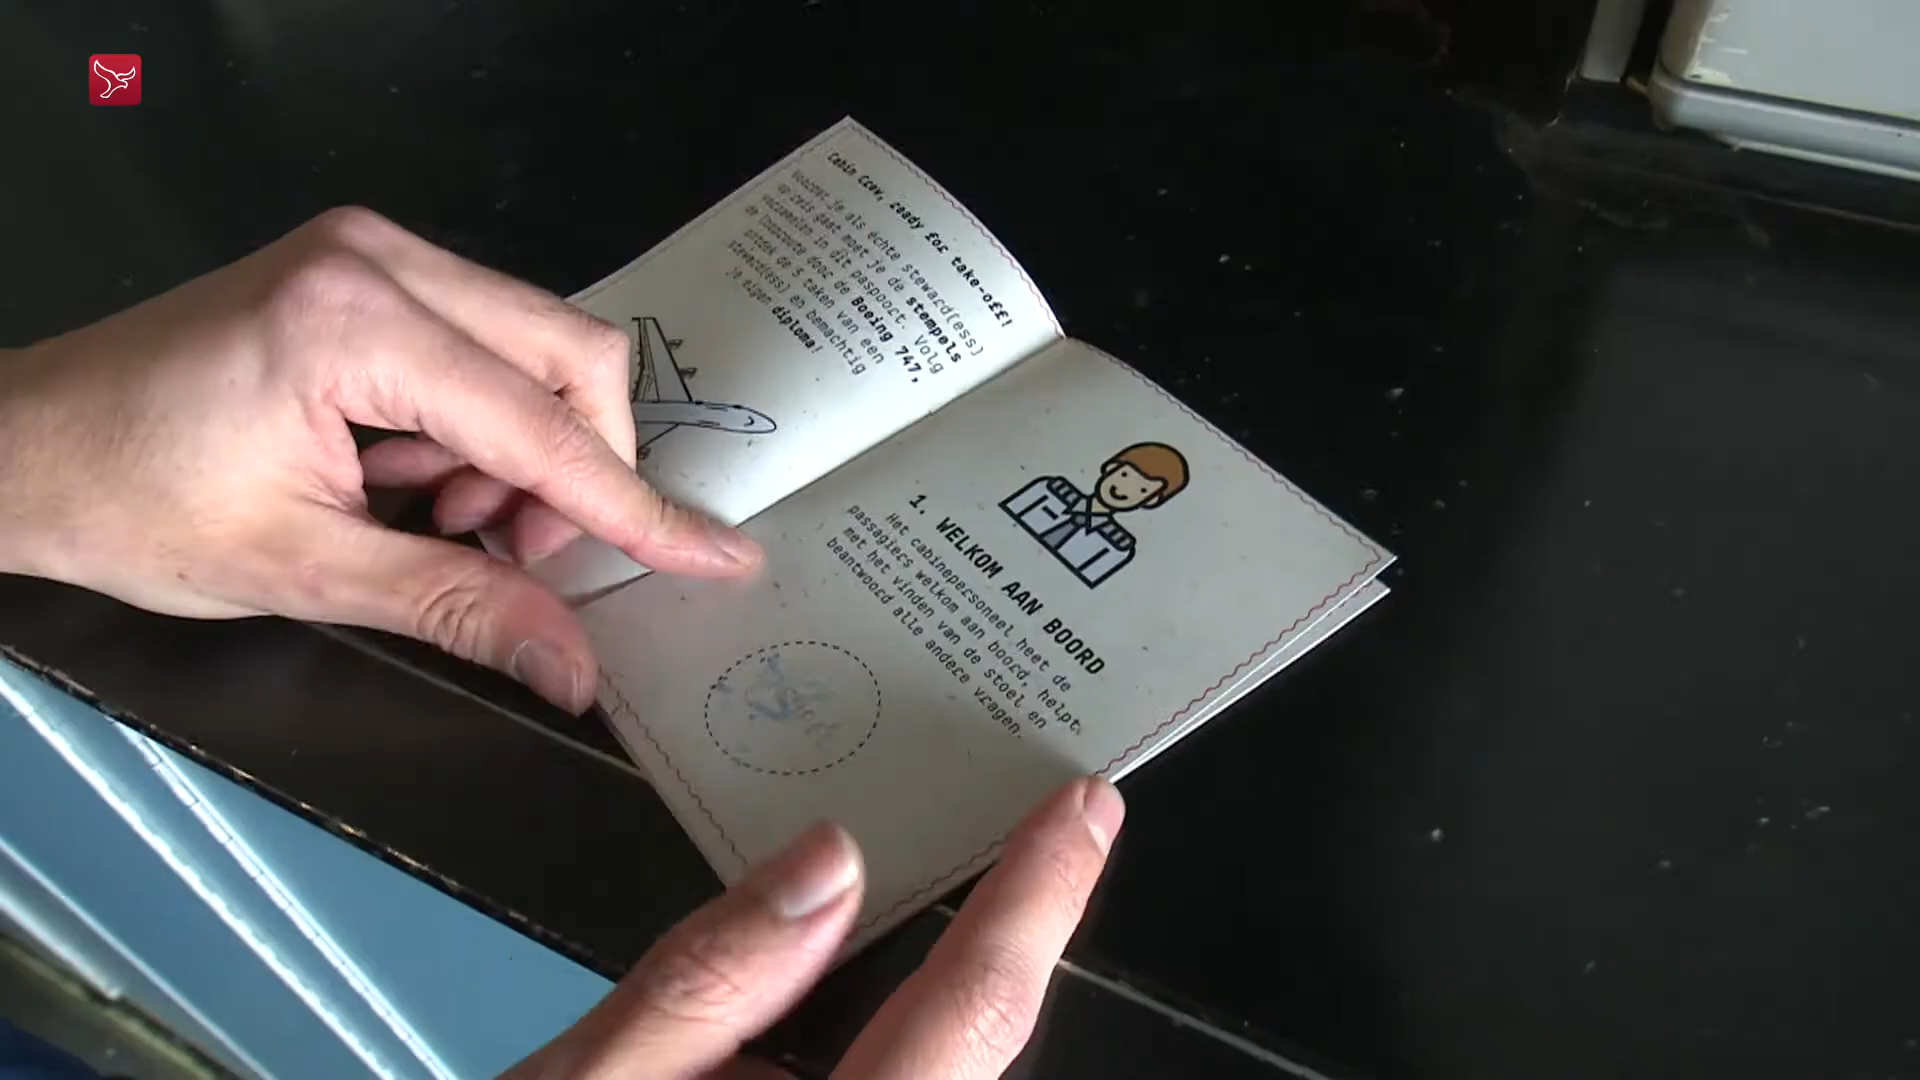 Cabin Crew, ready for take-off!
Voordat je als échte steward(ess)
op reis gaat moet je de stempels
verzamelen in dit paspoort. Volg
de tourroute door de Boeing 747,
ontdek de 5 taken van een
steward(ess) en bemachtig
je eigen diploma!
1. WELKOM AAN BOORD
Het cabinepersoneel heet de
passagiers welkom aan boord, helpt
met het vinden van de stoel en
beantwoord alle andere vragen.